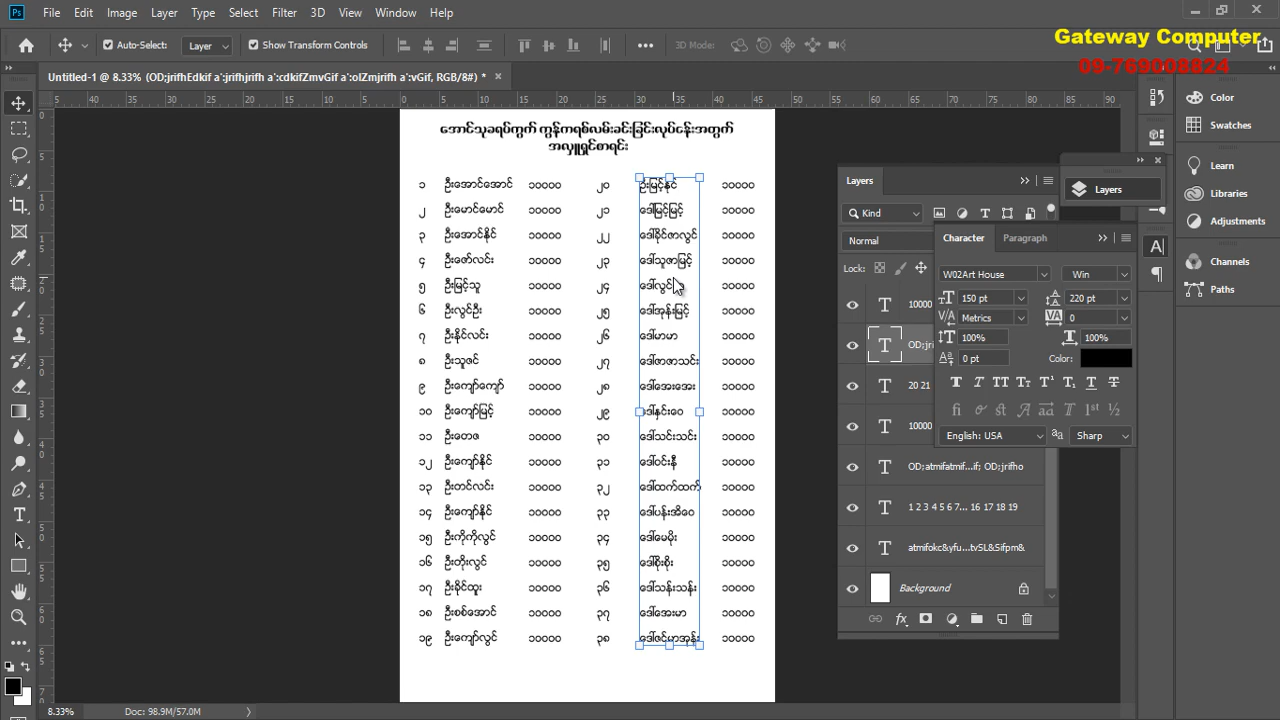 File Edit Image Layer Type Select Filter 3D View Window Help
Auto-Select: Layer Show Transform Controls 3D Mode:
Gateway Computer
09-769008824
Untitled-1 @ 8.33% (OD;jrifhEdkif a':jrifhjrifh a':cdkifZmvGif a':olZmjrifh a':vGif, RGB/8#) *
အောင်သုခရပ်ကွက် ကွန်ကရစ်လမ်းခင်းခြင်းလုပ်ငန်းအတွက်
အလှူရှင်စာရင်း
၁ ဦးအောင်အောင် ၁၀၀၀၀ ၂၀ ဦးမြင့်နိုင် ၁၀၀၀၀
၂ ဦးမောင်မောင် ၁၀၀၀၀ ၂၁ ဒေါ်မြင့်မြင့် ၁၀၀၀၀
၃ ဦးအောင်နိုင် ၁၀၀၀၀ ၂၂ ဒေါ်ခိုင်ဇာလွင် ၁၀၀၀၀
၄ ဦးဇော်လင်း ၁၀၀၀၀ ၂၃ ဒေါ်သူဇာမြင့် ၁၀၀၀၀
၅ ဦးမြင့်သူ ၁၀၀၀၀ ၂၄ ၁၀၀၀၀
၆ ဦးလွင်ဦး ၁၀၀၀၀ ၂၅ ဒေါ်အုန်းမြင့် ၁၀၀၀၀
၇ ဦးနိုင်လင်း ၁၀၀၀၀ ၂၆ ဒေါ်မာမာ ၁၀၀၀၀
၈ ဦးသူဇင် ၁၀၀၀၀ ၂၇ ဒေါ်ဇာဇာသင်း ၁၀၀၀၀
၉ ဦးကျော်ကျော် ၁၀၀၀၀ ၂၈ ဒေါ်အေးအေး ၁၀၀၀၀
၁၀ ဦးကျော်မြင့် ၁၀၀၀၀ ၂၉ ဒေါ်နှင်းဝေ ၁၀၀၀၀
၁၁ ဦးတေဇ ၁၀၀၀၀ ၃၀ ဒေါ်သင်းသင်း ၁၀၀၀၀
၁၂ ဦးကျော်နိုင် ၁၀၀၀၀ ၃၁ ဒေါ်ဝင်းနီ ၁၀၀၀၀
၁၃ ဦးတင်လင်း ၁၀၀၀၀ ၃၂ ဒေါ်ထက်ထက် ၁၀၀၀၀
၁၄ ဦးကျော်နိုင် ၁၀၀၀၀ ၃၃ ဒေါ်ပန်းအိဝေ ၁၀၀၀၀
၁၅ ဦးကိုကိုလွင် ၁၀၀၀၀ ၃၄ ဒေါ်မေမိုး ၁၀၀၀၀
၁၆ ဦးတိုးလွင် ၁၀၀၀၀ ၃၅ ဒေါ်စိုးစိုး ၁၀၀၀၀
၁၇ ဦးခိုင်ထူး ၁၀၀၀၀ ၃၆ ဒေါ်သန်းသန်း ၁၀၀၀၀
၁၈ ဦးစစ်အောင် ၁၀၀၀၀ ၃၇ ဒေါ်အေးမာ ၁၀၀၀၀
၁၉ ဦးကျော်လွင် ၁၀၀၀၀ ၃၈ ဒေါ်ဇင်မာအုန်း ၁၀၀၀၀
Layers
Kind
Normal
Lock:
10000
OD;jri
20 21
10000
OD;atmifatmif...if; OD;jrifho
1 2 3 4 5 6 7... 16 17 18 19
atmifokc&yfu...tvSL&Sifpm&
Background
Layers
Character Paragraph
W02Art House Win
150 pt 220 pt
Metrics 0
100% 100%
0 pt Color:
English: USA Sharp
Color
Swatches
Learn
Libraries
Adjustments
Channels
Paths
8.33% Doc: 98.9M/57.0M